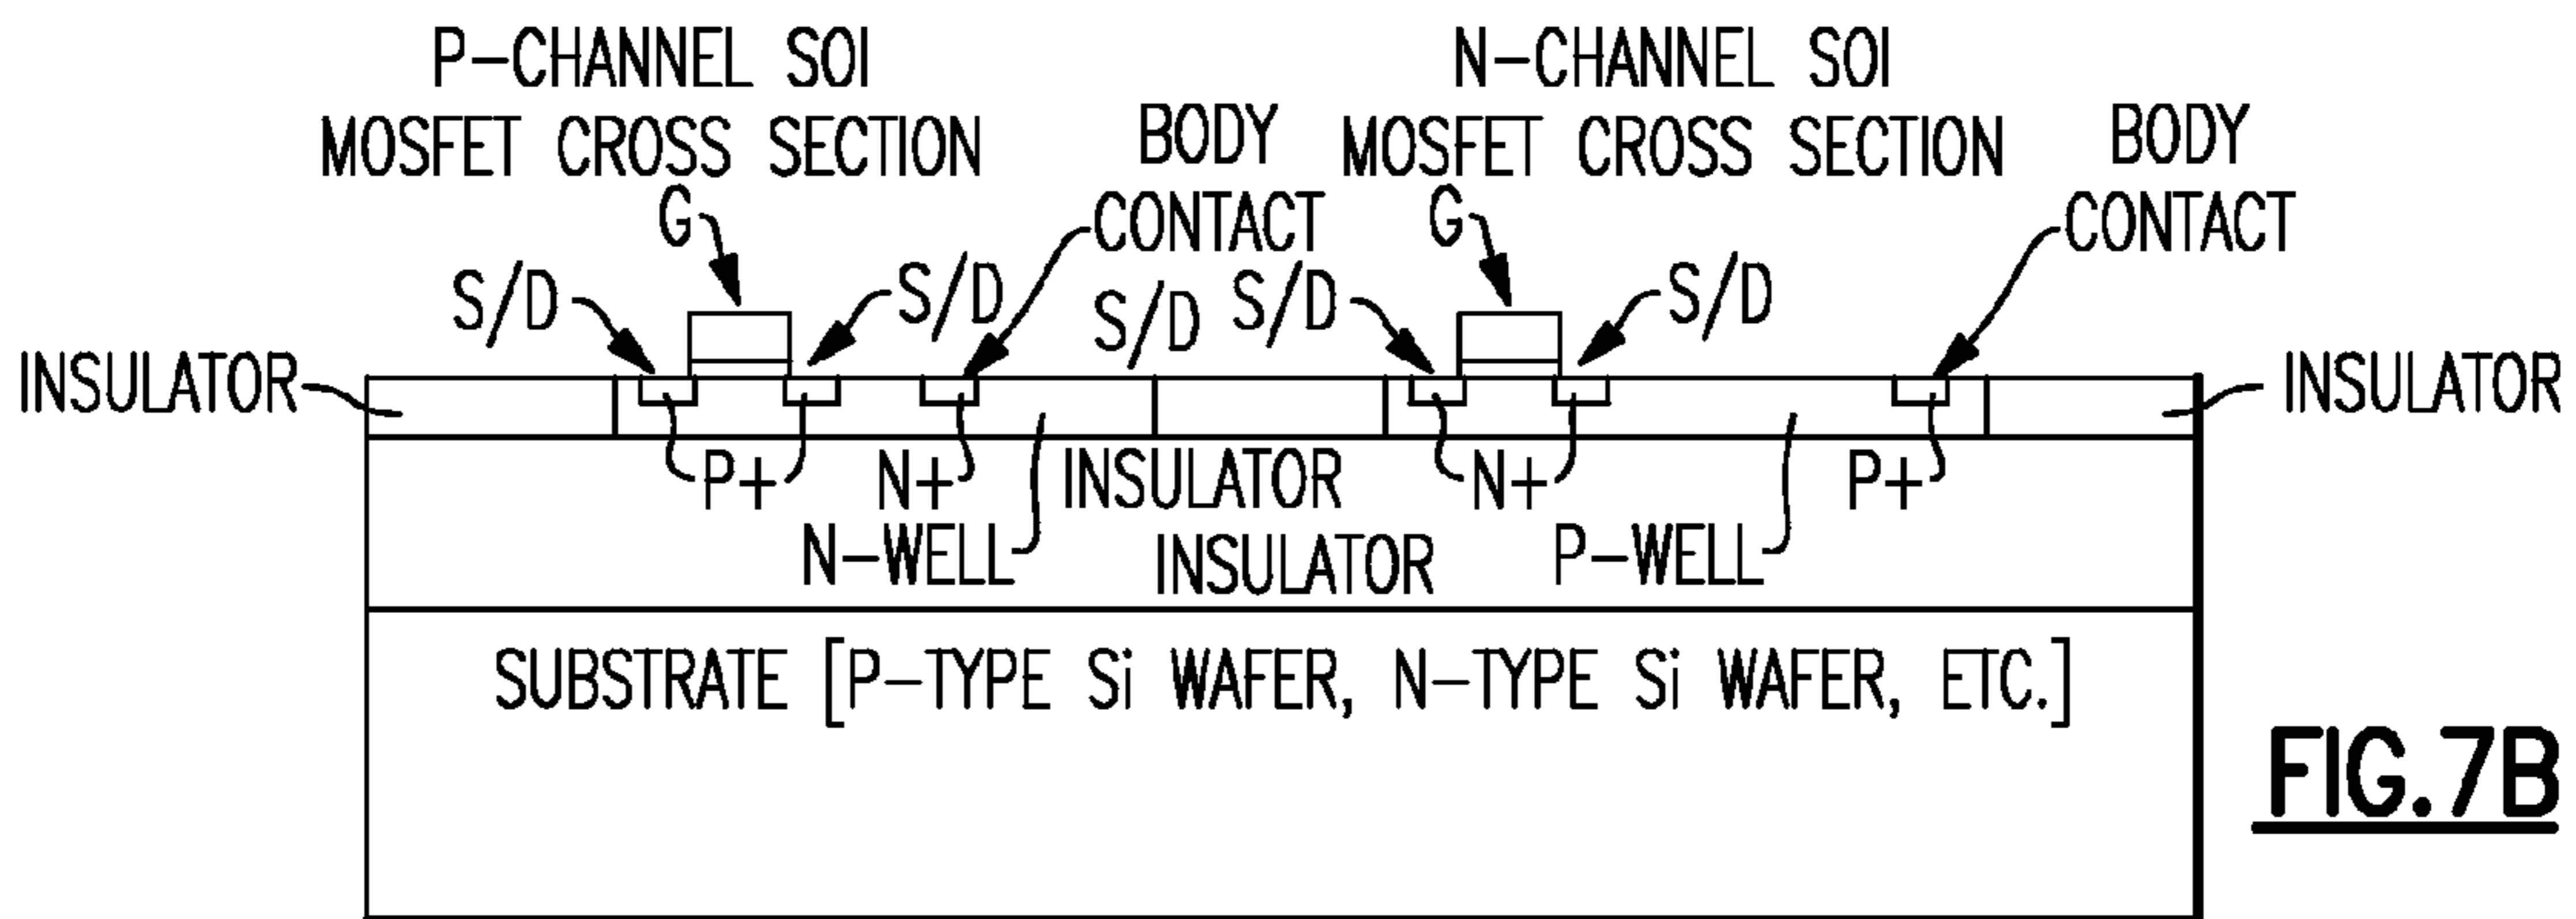 P-CHANNEL SOI
MOSFET CROSS SECTION
BODY
CONTACT
N-CHANNEL SOI
MOSFET CROSS SECTION
BODY
CONTACT
G
G
S/D
S/D
S/D
S/D
S/D
INSULATOR
INSULATOR
P+
N+
INSULATOR
N+
P+
N-WELL
INSULATOR
P-WELL
SUBSTRATE [P-TYPE Si WAFER, N-TYPE Si WAFER, ETC.]
FIG.7B